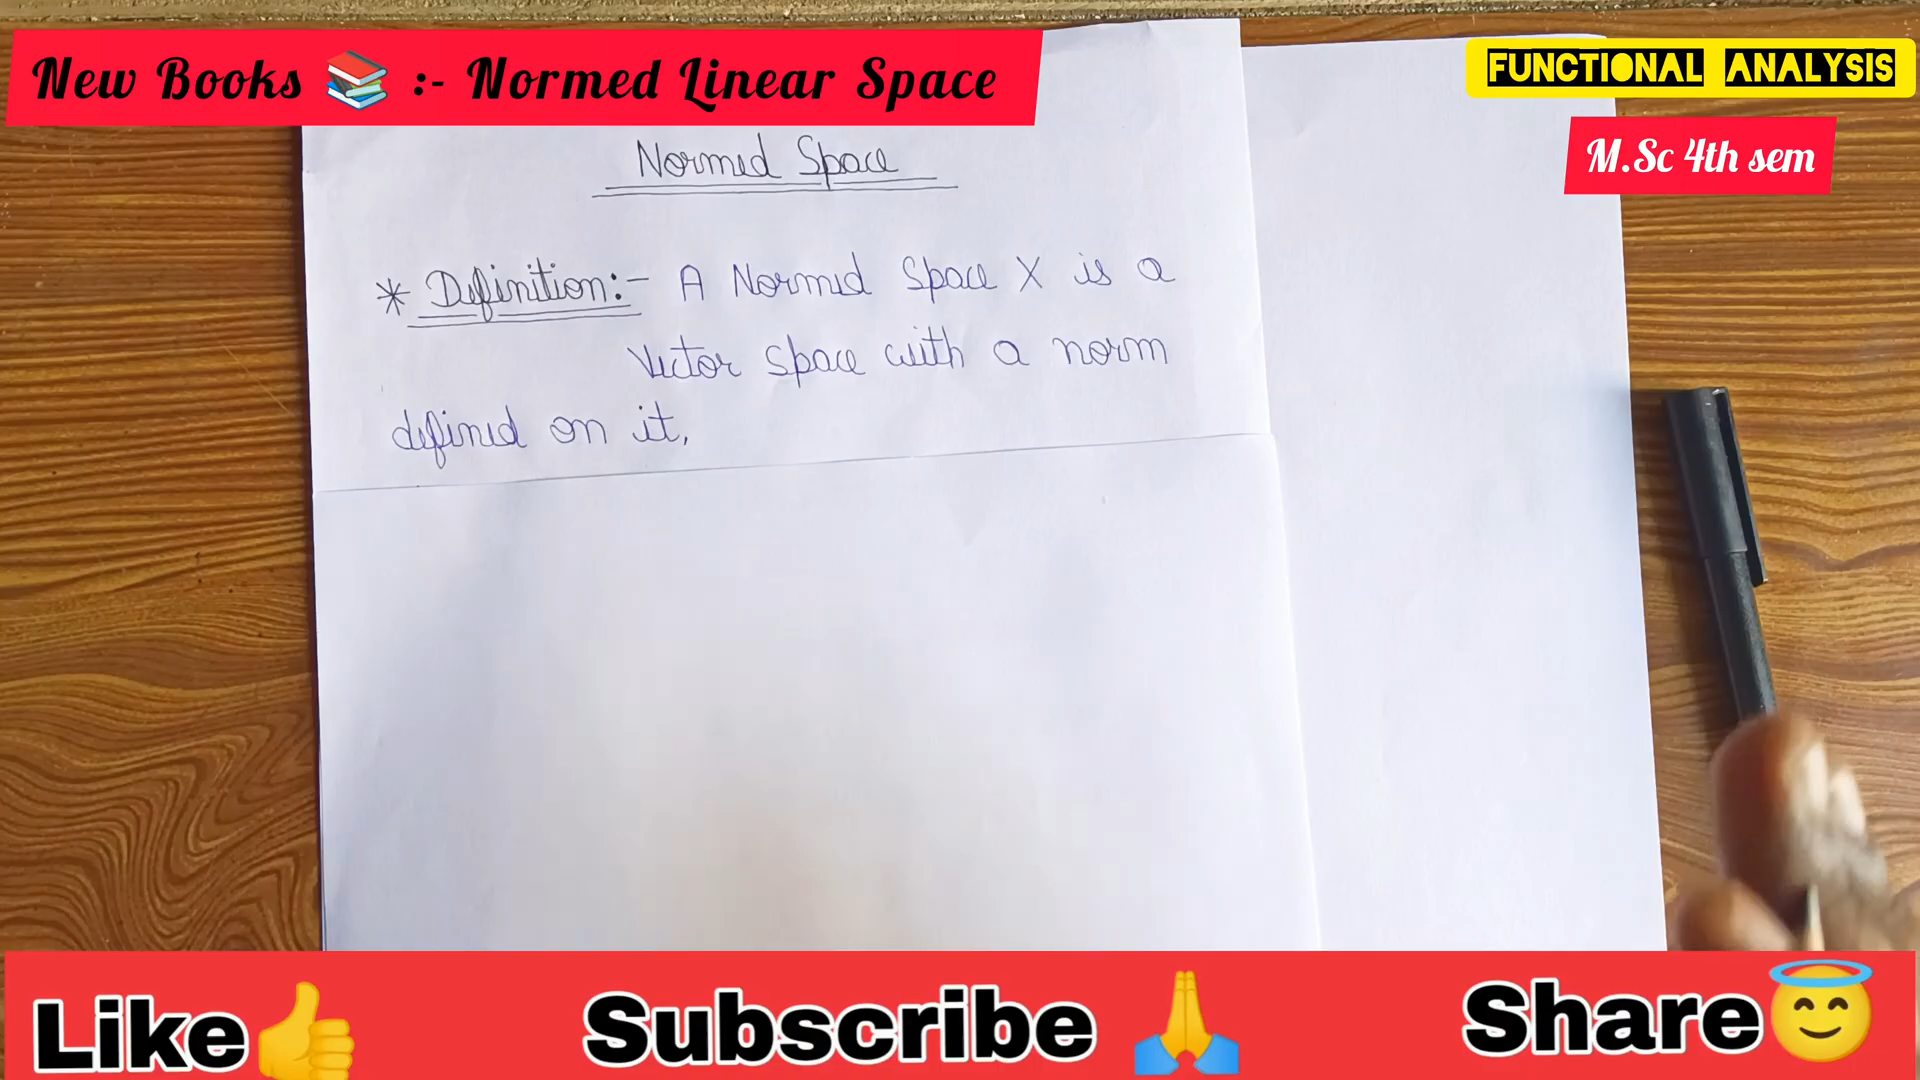 New Books 📚 :- Normed Linear Space
FUNCTIONAL ANALYSIS
M.Sc 4th sem
Normed Space
* Definition:- A Normed Space X is a
Vector space with a norm
defined on it,
Like👍 Subscribe 🙏 Share😇